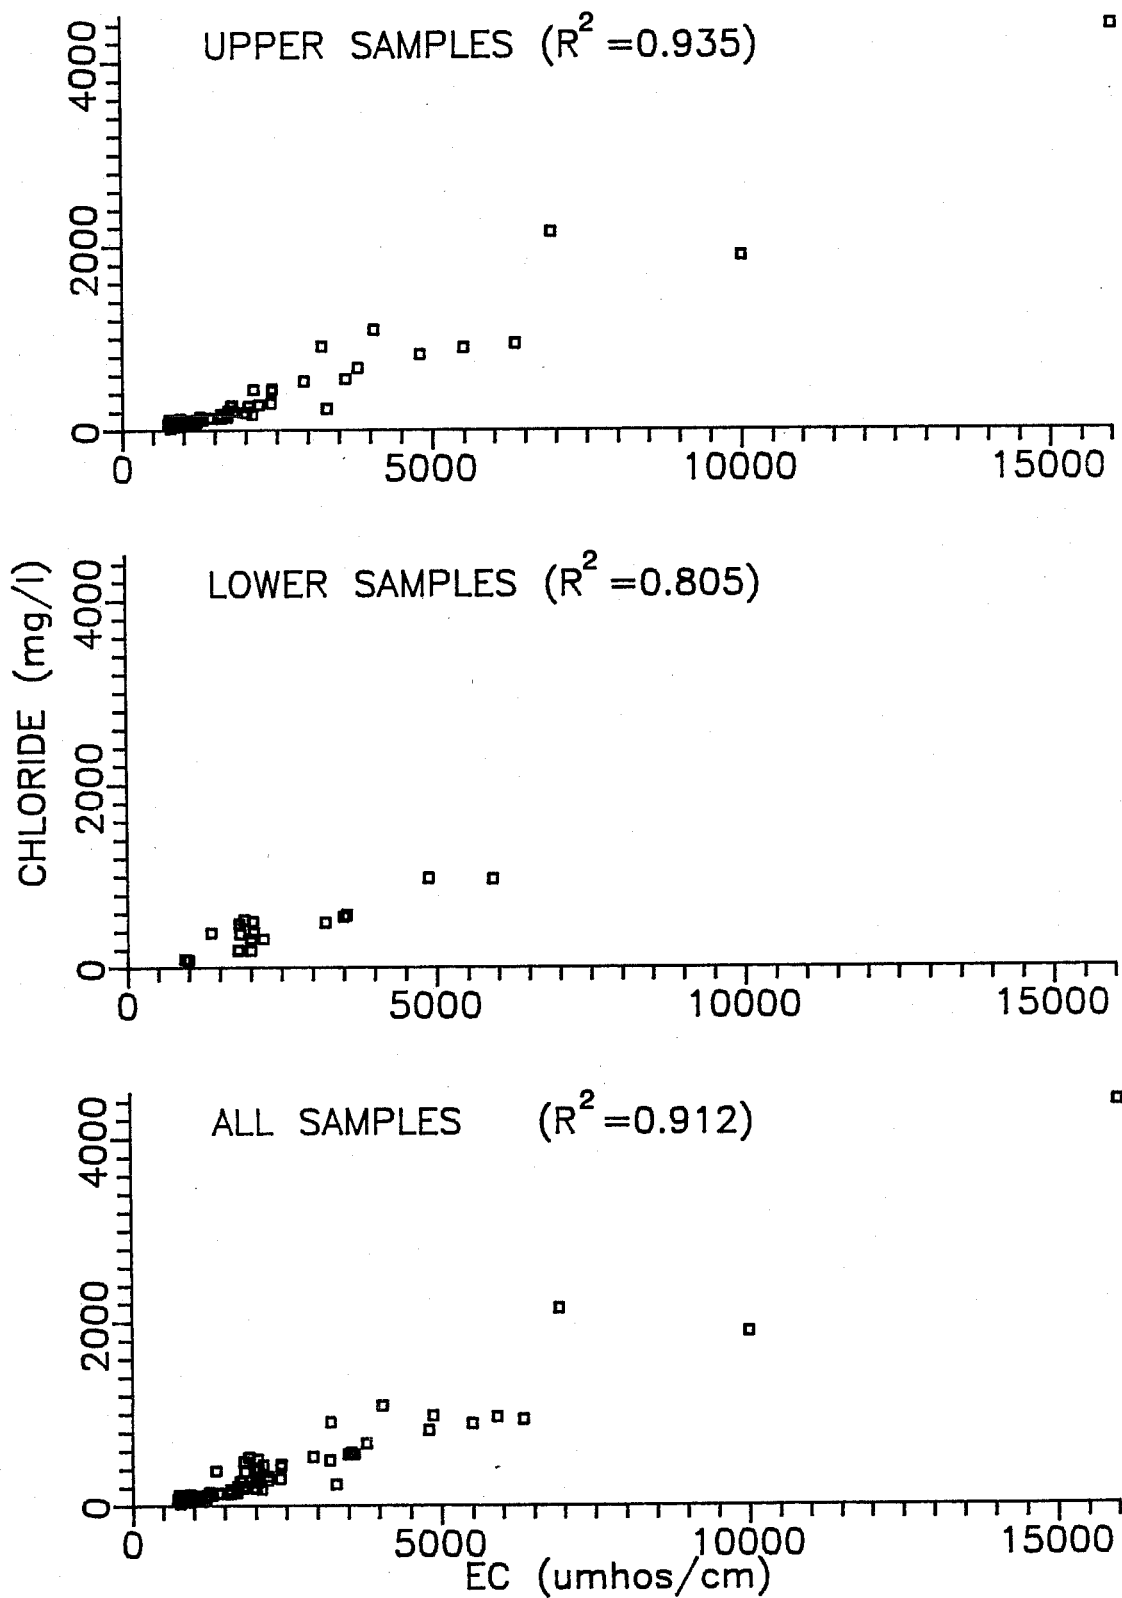 UPPER SAMPLES (R² =0.935)
4000
2000
0
0 5000 10000 15000
CHLORIDE (mg/l)
LOWER SAMPLES (R² =0.805)
4000
2000
0
0 5000 10000 15000
ALL SAMPLES (R² =0.912)
4000
2000
0
0 5000 10000 15000
EC (umhos/cm)